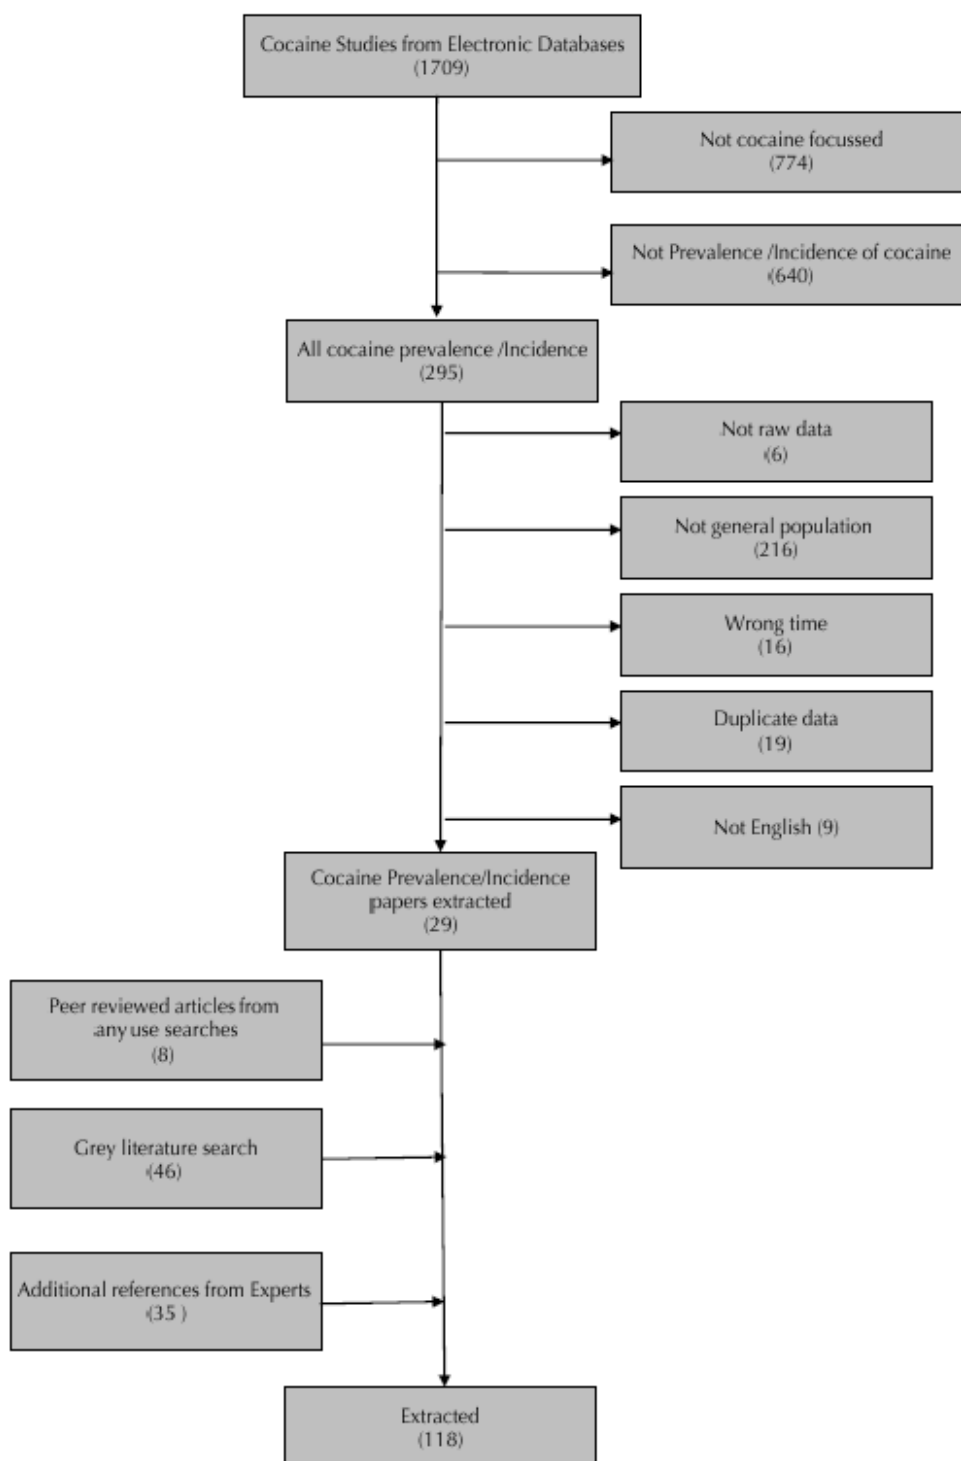 Cocaine Studies from Electronic Databases
(1709)
Not cocaine focussed
(774)
Not Prevalence /Incidence of cocaine
(640)
All cocaine prevalence /Incidence
(295)
Not raw data
(6)
Not general population
(216)
Wrong time
(16)
Duplicate data
(19)
Not English (9)
Cocaine Prevalence/Incidence
papers extracted
(29)
Peer reviewed articles from
any use searches
(8)
Grey literature search
(46)
Additional references from Experts
(35 )
Extracted
(118)